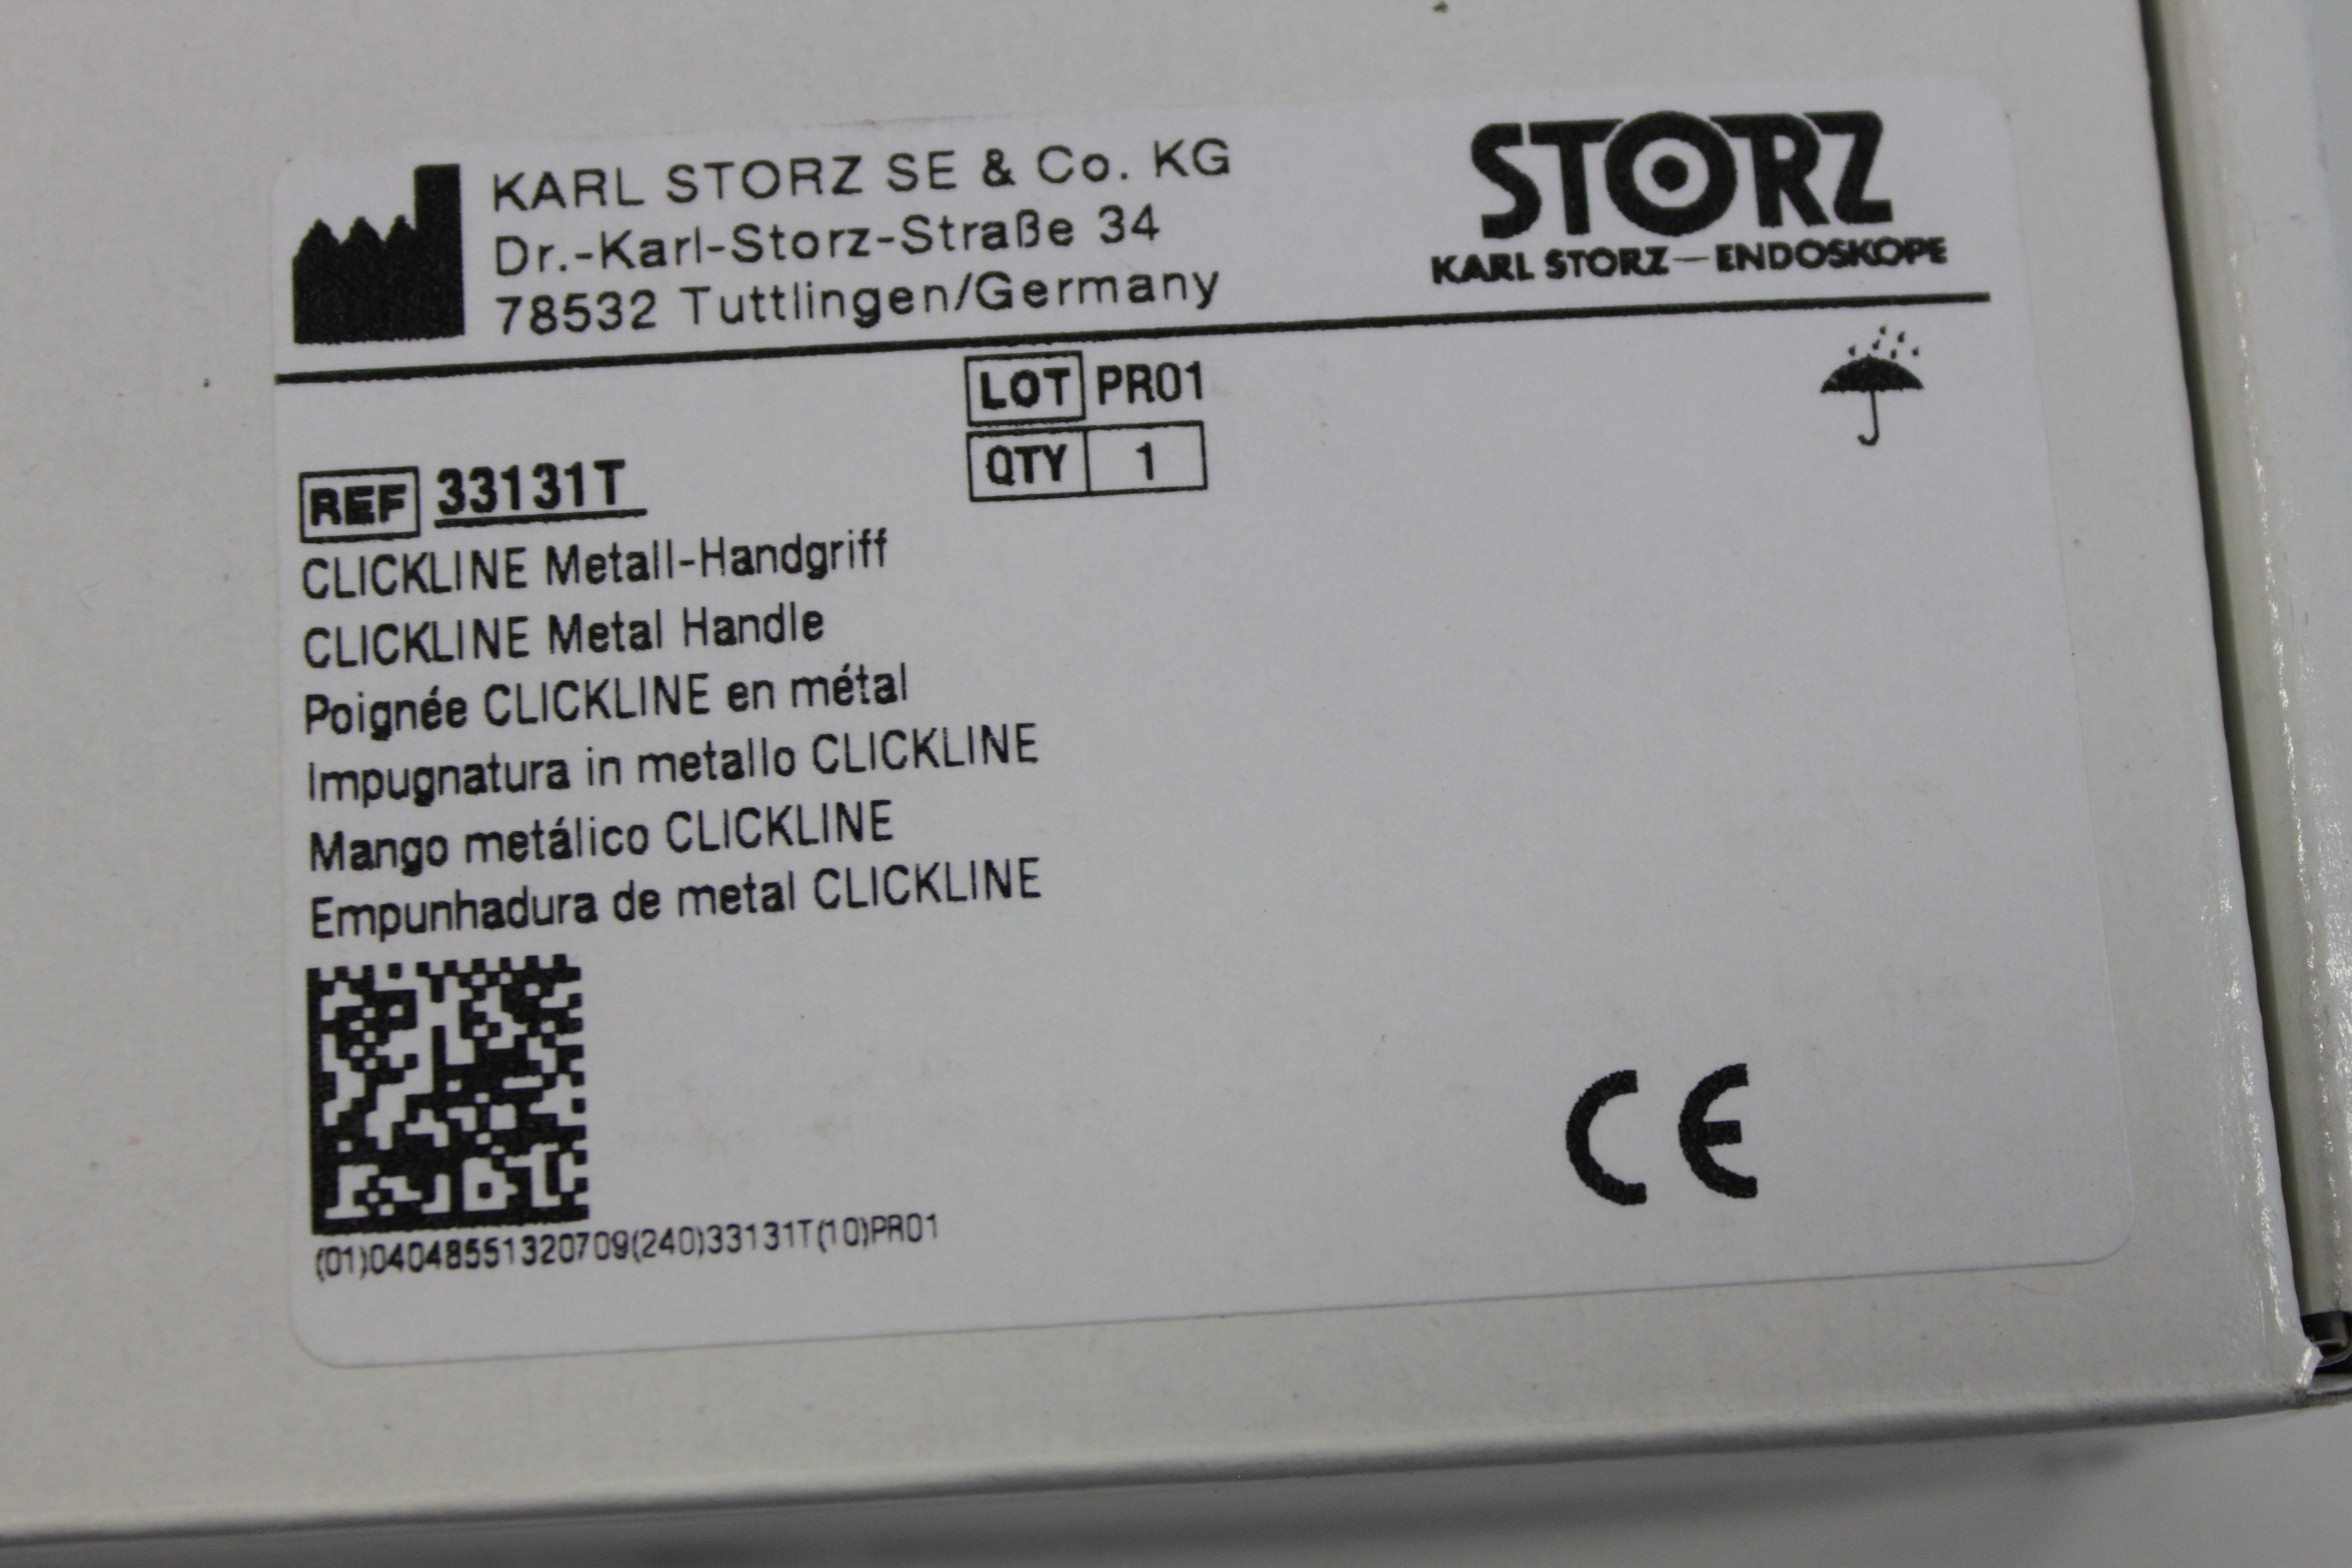 KARL STORZ SE & Co. KG
Dr.-Karl-Storz-Straße 34
78532 Tuttlingen/Germany
STORZ
KARL STORZ—ENDOSKOPE
LOT PR01
QTY 1
REF 33131T
CLICKLINE Metall-Handgriff
CLICKLINE Metal Handle
Poignée CLICKLINE en métal
Impugnatura in metallo CLICKLINE
Mango metálico CLICKLINE
Empunhadura de metal CLICKLINE
(01)04048551320709(240)33131T(10)PR01
CE